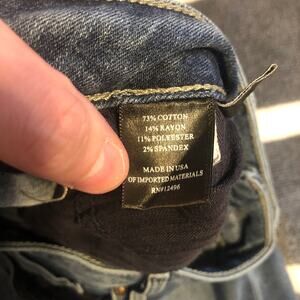 73% COTTON
14% RAYON
11% POLYESTER
2% SPANDEX
MADE IN USA
OF IMPORTED MATERIALS
RN#12496